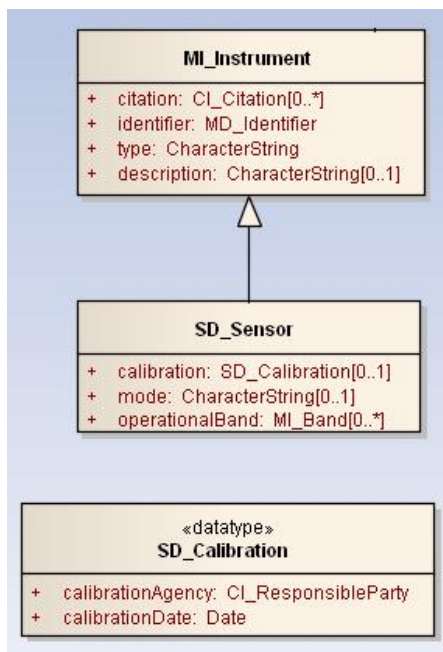 MI_Instrument
+ citation: CI_Citation[0..*]
+ identifier: MD_Identifier
+ type: CharacterString
+ description: CharacterString[0..1]
SD_Sensor
+ calibration: SD_Calibration[0..1]
+ mode: CharacterString[0..1]
+ operationalBand: MI_Band[0..*]
«datatype»
SD_Calibration
+ calibrationAgency: CI_ResponsibleParty
+ calibrationDate: Date